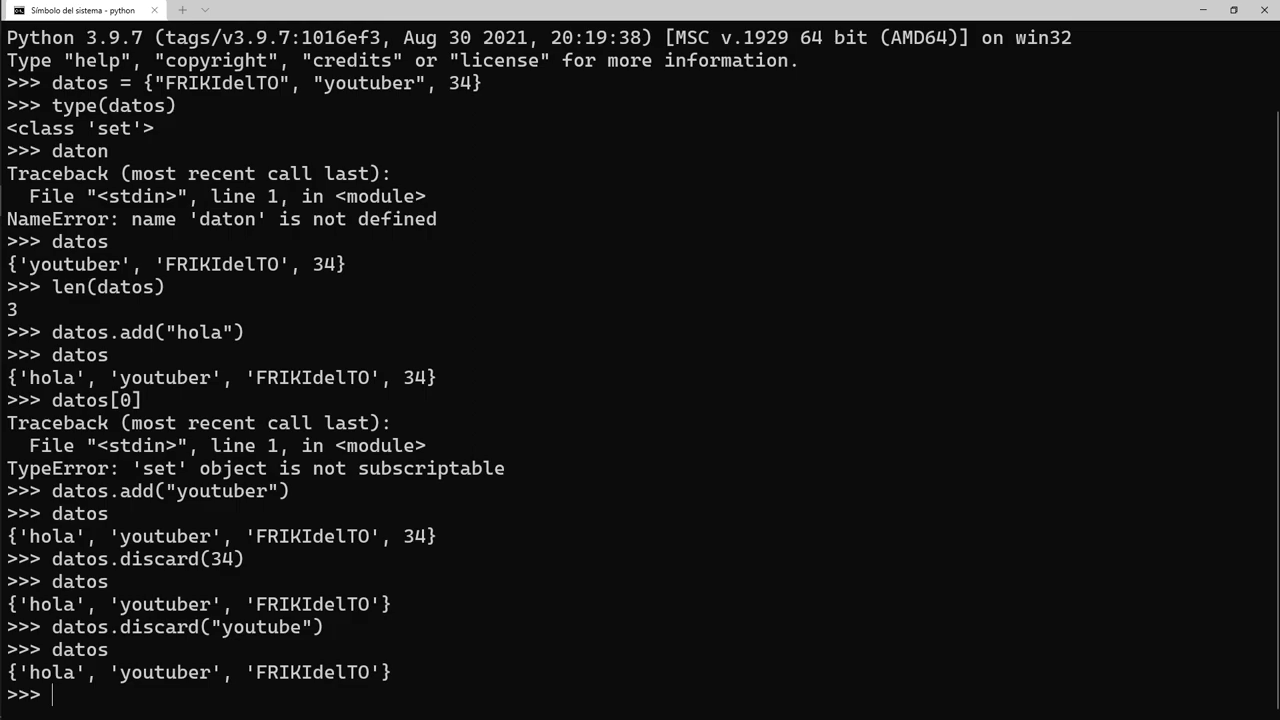 Símbolo del sistema - python
Python 3.9.7 (tags/v3.9.7:1016ef3, Aug 30 2021, 20:19:38) [MSC v.1929 64 bit (AMD64)] on win32
Type "help", "copyright", "credits" or "license" for more information.
>>> datos = {"FRIKIdelTO", "youtuber", 34}
>>> type(datos)
<class 'set'>
>>> daton
Traceback (most recent call last):
  File "<stdin>", line 1, in <module>
NameError: name 'daton' is not defined
>>> datos
{'youtuber', 'FRIKIdelTO', 34}
>>> len(datos)
3
>>> datos.add("hola")
>>> datos
{'hola', 'youtuber', 'FRIKIdelTO', 34}
>>> datos[0]
Traceback (most recent call last):
  File "<stdin>", line 1, in <module>
TypeError: 'set' object is not subscriptable
>>> datos.add("youtuber")
>>> datos
{'hola', 'youtuber', 'FRIKIdelTO', 34}
>>> datos.discard(34)
>>> datos
{'hola', 'youtuber', 'FRIKIdelTO'}
>>> datos.discard("youtube")
>>> datos
{'hola', 'youtuber', 'FRIKIdelTO'}
>>>